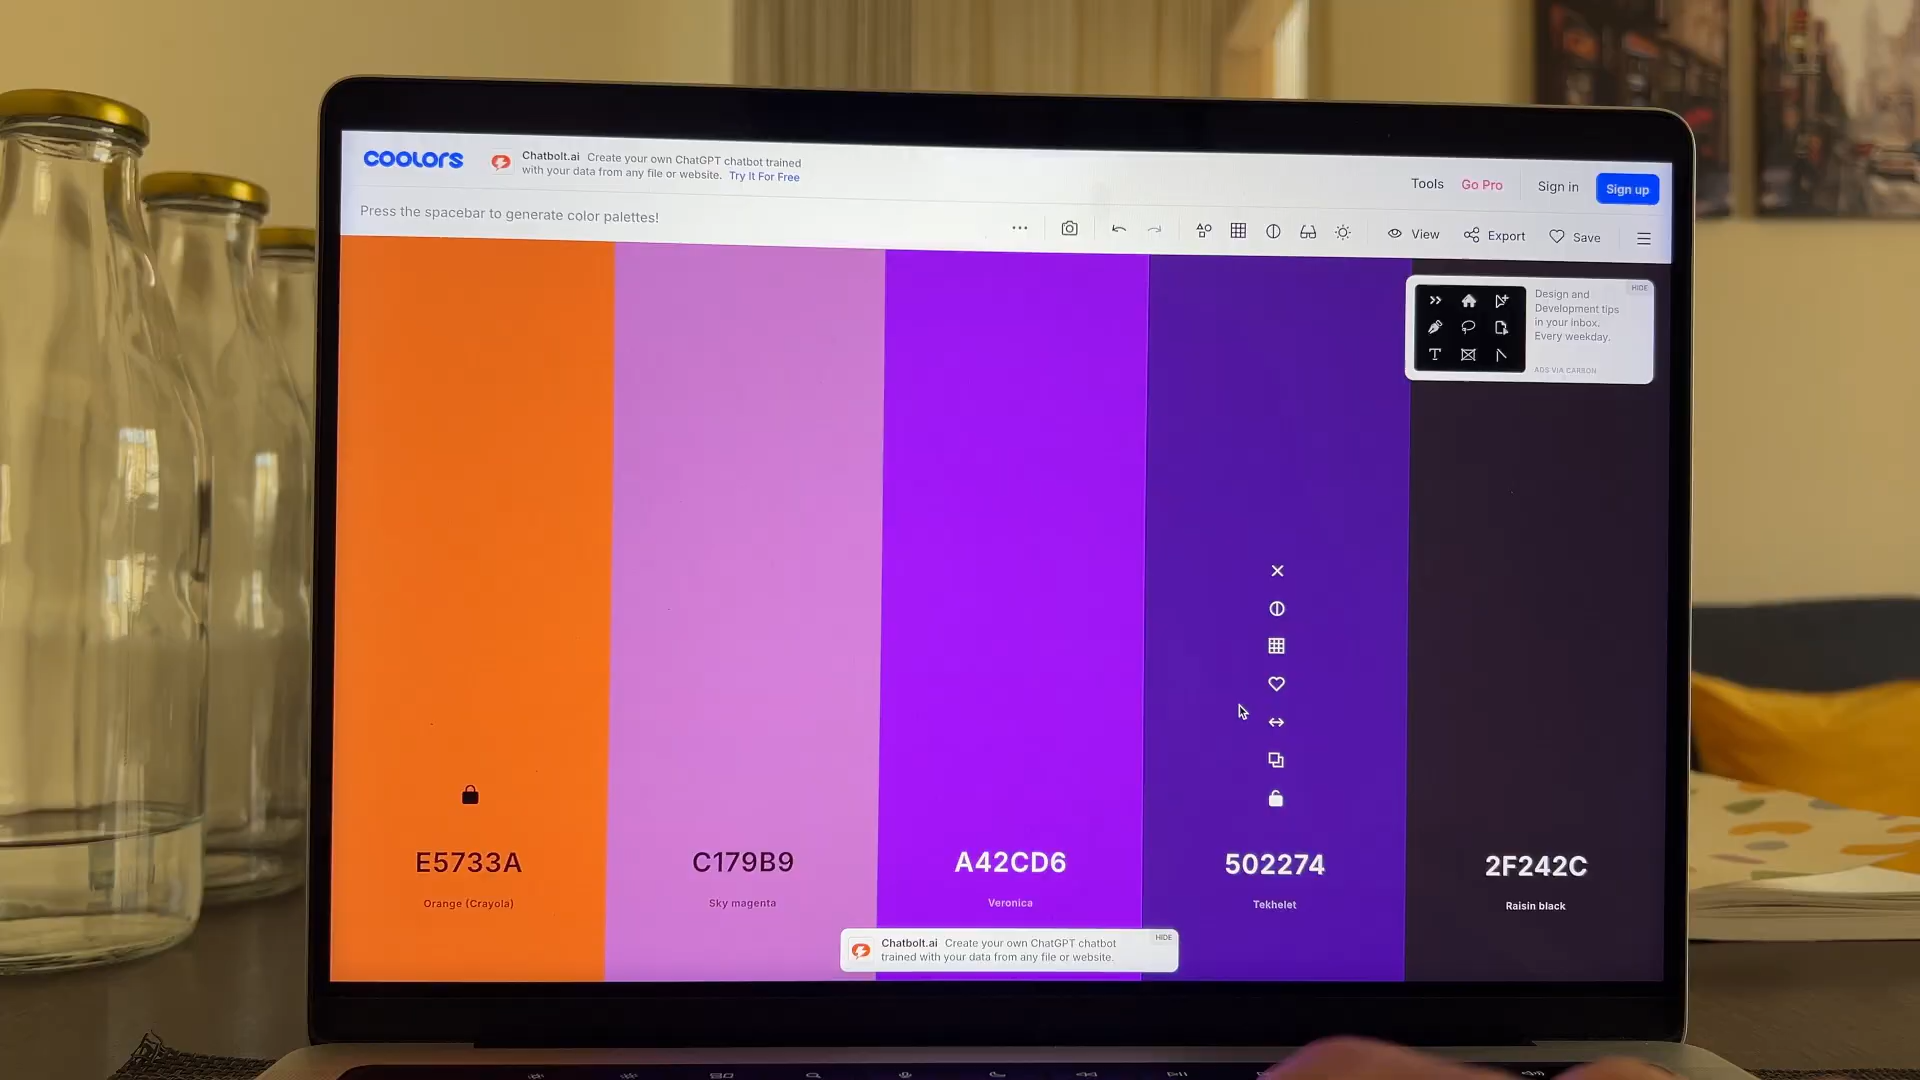 coolors
Chatbolt.ai Create your own ChatGPT chatbot trained
with your data from any file or website. Try It For Free
Tools
Go Pro
Sign in
Sign up
Press the spacebar to generate color palettes!
View
Export
Save
HIDE
Design and
Development tips
in your inbox.
Every weekday.
ADS VIA CARBON
E5733A
Orange (Crayola)
C179B9
Sky magenta
A42CD6
Veronica
502274
Tekhelet
2F242C
Raisin black
Chatbolt.ai Create your own ChatGPT chatbot
trained with your data from any file or website.
HIDE